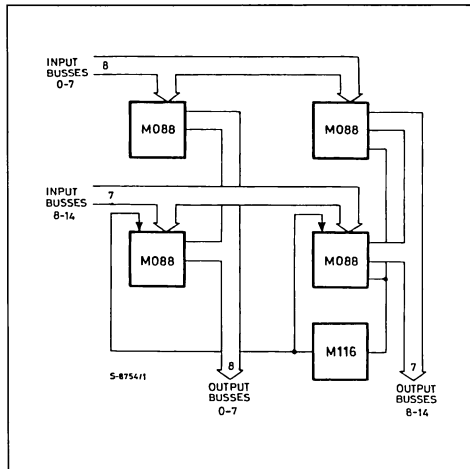 INPUT
BUSSES
0-7
8
M088
M088
INPUT
BUSSES
8-14
7
M088
M088
M116
S-8754/1
8
OUTPUT
BUSSES
0-7
7
OUTPUT
BUSSES
8-14